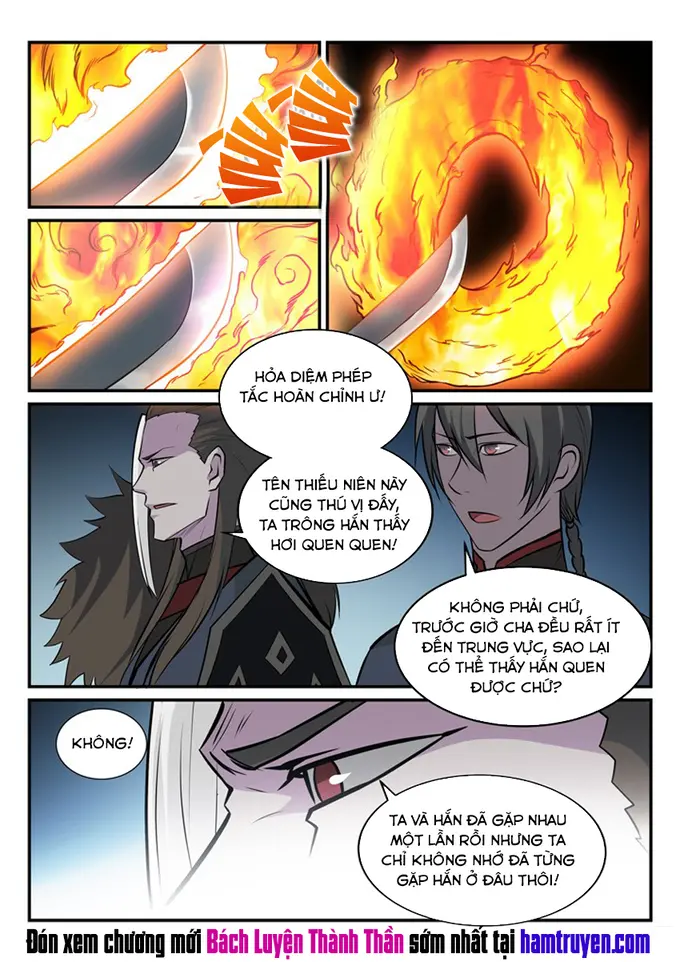 VÙÙ
VÙÙ
HỎA DIỆM PHÉP
TẮC HOÀN CHỈNH Ư!
TÊN THIẾU NIÊN NÀY
CŨNG THÚ VỊ ĐẤY,
TA TRÔNG HẮN THẤY
HƠI QUEN QUEN!
KHÔNG PHẢI CHỨ,
TRƯỚC GIỜ CHA ĐỀU RẤT ÍT
ĐẾN TRUNG VỰC, SAO LẠI
CÓ THỂ THẤY HẮN QUEN
ĐƯỢC CHỨ?
KHÔNG!
TA VÀ HẮN ĐÃ GẶP NHAU
MỘT LẦN RỒI NHƯNG TA
CHỈ KHÔNG NHỚ ĐÃ TỪNG
GẶP HẮN Ở ĐÂU THÔI!
Đón xem chương mới Bách Luyện Thành Thần sớm nhất tại hamtruyen.com